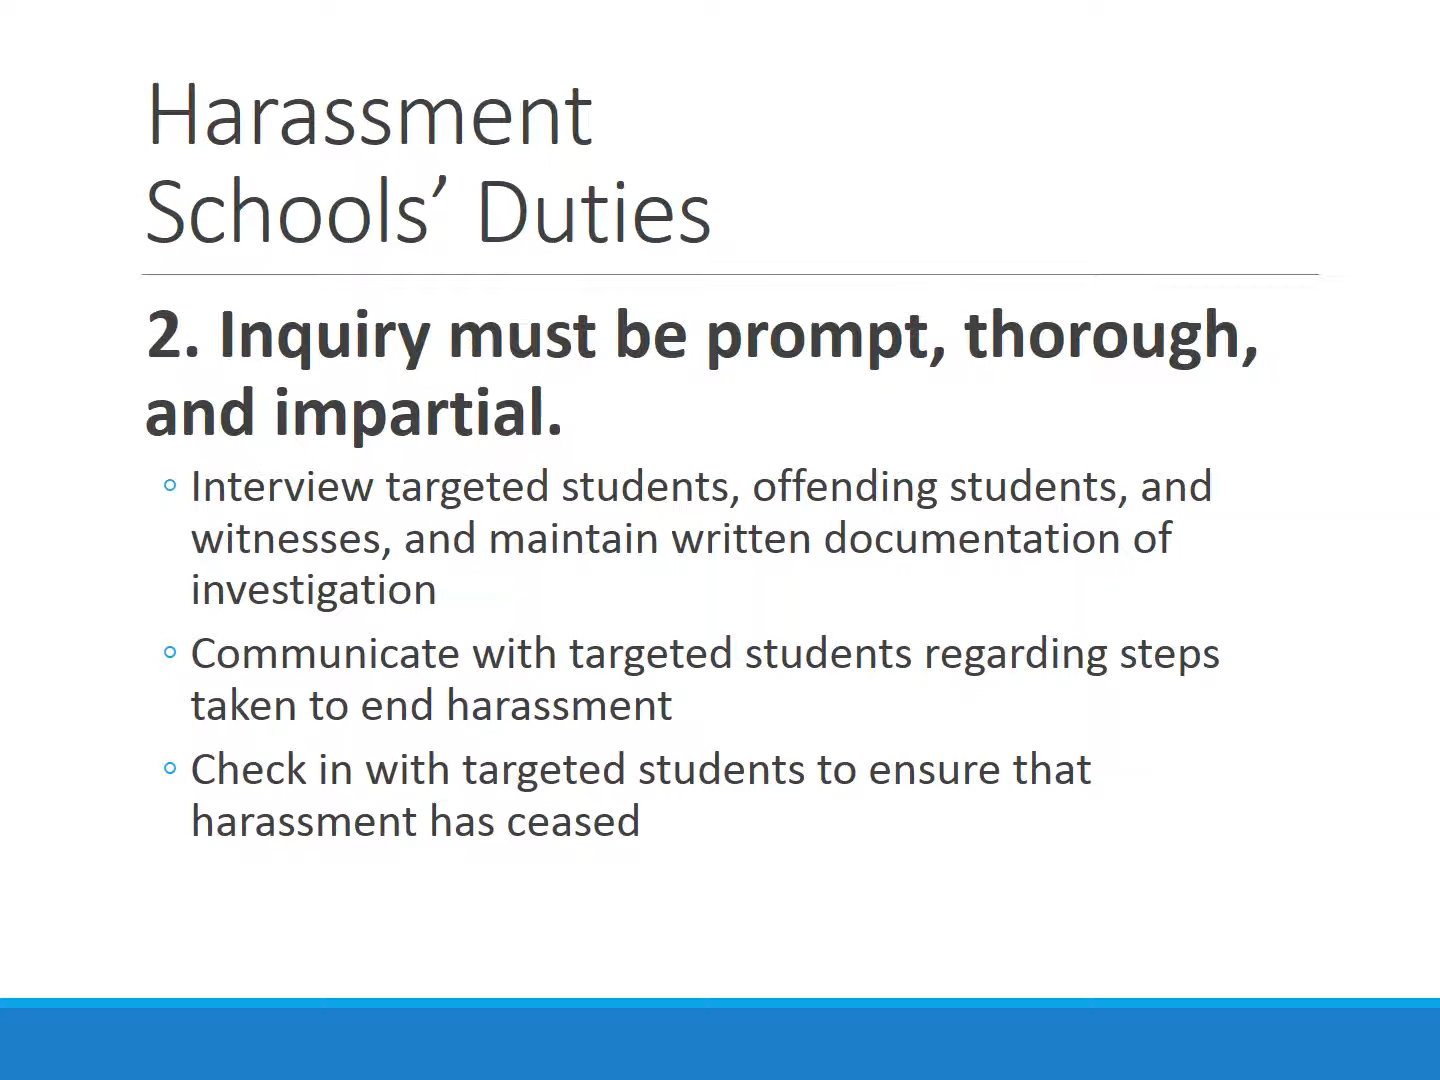 Harassment
Schools’ Duties
2. Inquiry must be prompt, thorough,
and impartial.
◦ Interview targeted students, offending students, and
witnesses, and maintain written documentation of
investigation
◦ Communicate with targeted students regarding steps
taken to end harassment
◦ Check in with targeted students to ensure that
harassment has ceased